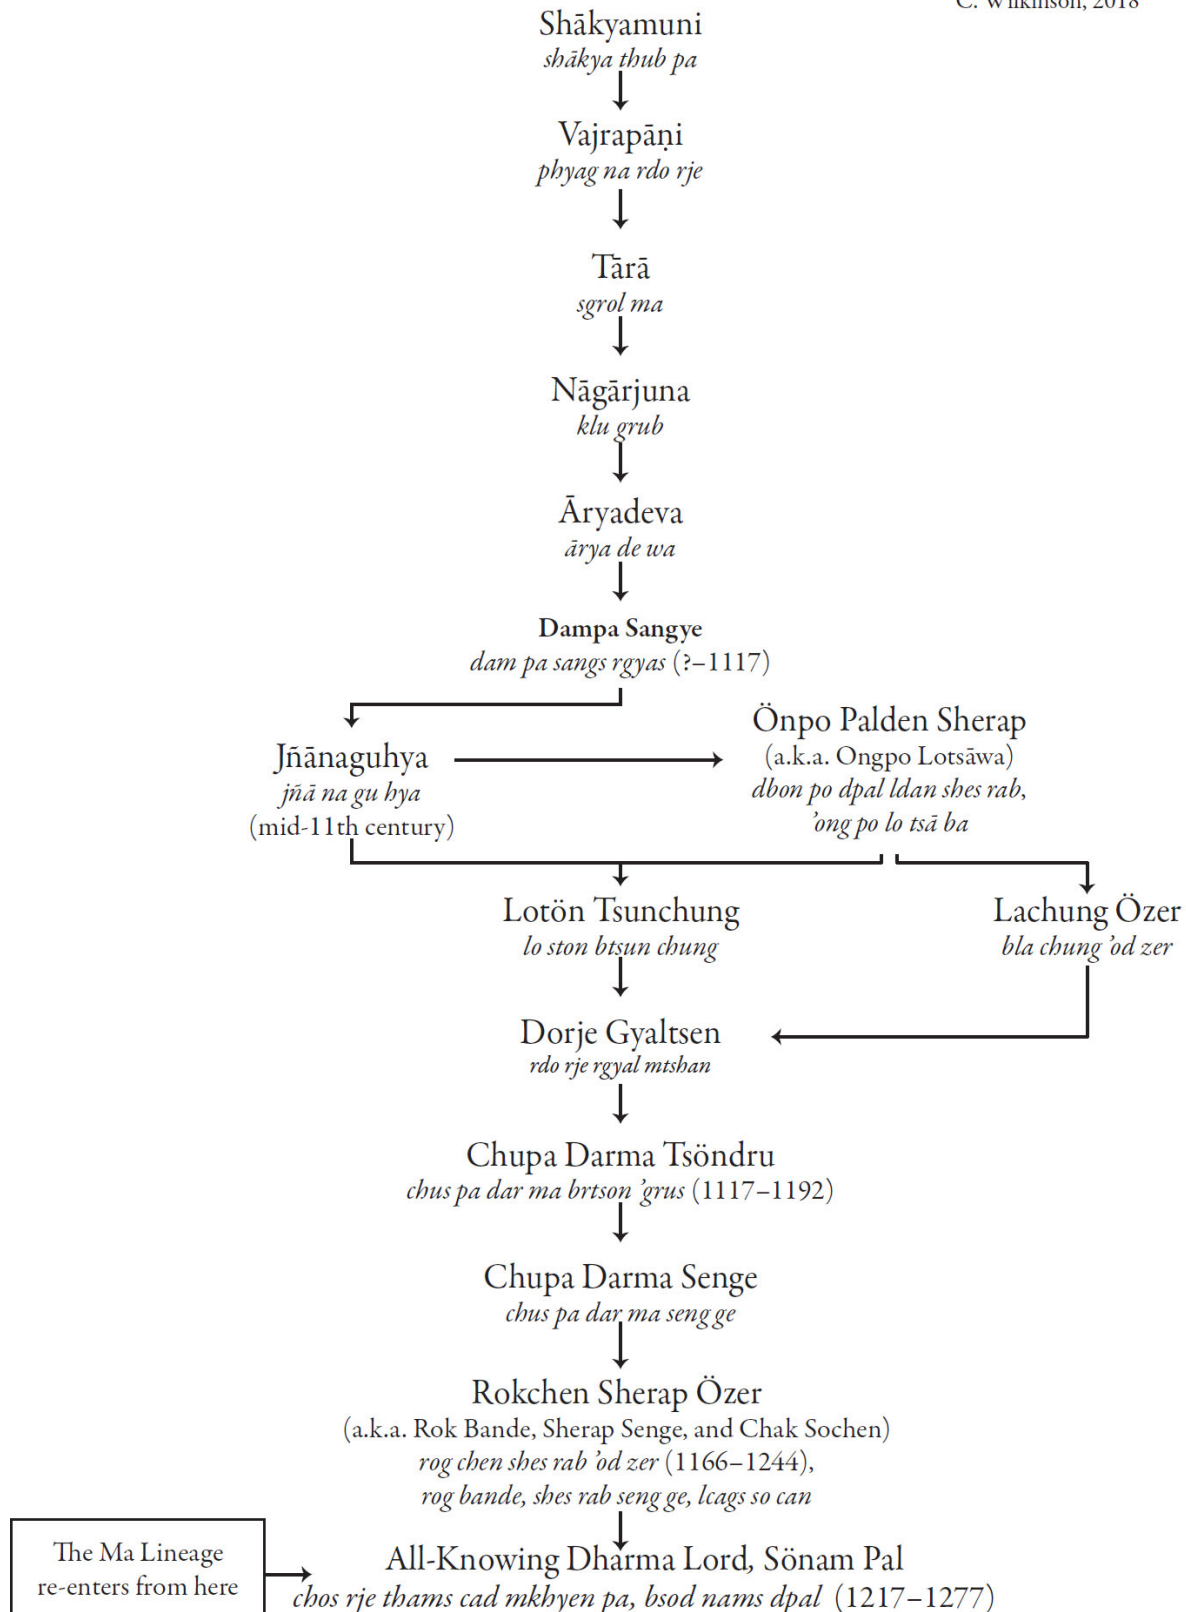 C. Wilkinson, 2018
Shākyamuni
shākya thub pa
Vajrapāṇi
phyag na rdo rje
Tārā
sgrol ma
Nāgārjuna
klu grub
Āryadeva
ārya de wa
Dampa Sangye
dam pa sangs rgyas (?–1117)
Jñānaguhya
jñā na gu hya
(mid-11th century)
Önpo Palden Sherap
(a.k.a. Ongpo Lotsāwa)
dbon po dpal ldan shes rab,
’ong po lo tsā ba
Lotön Tsunchung
lo ston btsun chung
Lachung Özer
bla chung ’od zer
Dorje Gyaltsen
rdo rje rgyal mtshan
Chupa Darma Tsöndru
chus pa dar ma brtson ’grus (1117–1192)
Chupa Darma Senge
chus pa dar ma seng ge
Rokchen Sherap Özer
(a.k.a. Rok Bande, Sherap Senge, and Chak Sochen)
rog chen shes rab ’od zer (1166–1244),
rog bande, shes rab seng ge, lcags so can
The Ma Lineage
re-enters from here
All-Knowing Dharma Lord, Sönam Pal
chos rje thams cad mkhyen pa, bsod nams dpal (1217–1277)